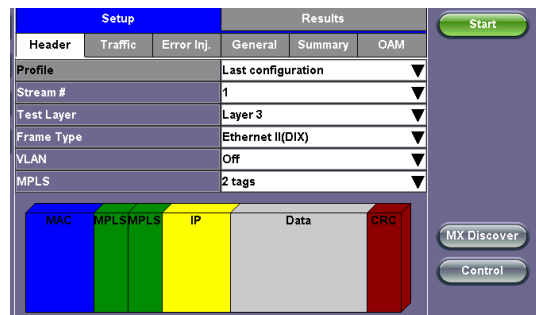 Setup Results Start
Header Traffic Error Inj. General Summary OAM
Profile Last configuration
Stream # 1
Test Layer Layer 3
Frame Type Ethernet II(DIX)
VLAN Off
MPLS 2 tags
MAC MPLS MPLS IP Data CRC
MX Discover
Control